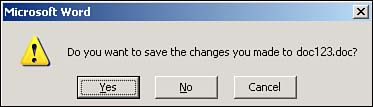 Microsoft Word
Do you want to save the changes you made to doc123.doc?
Yes No Cancel